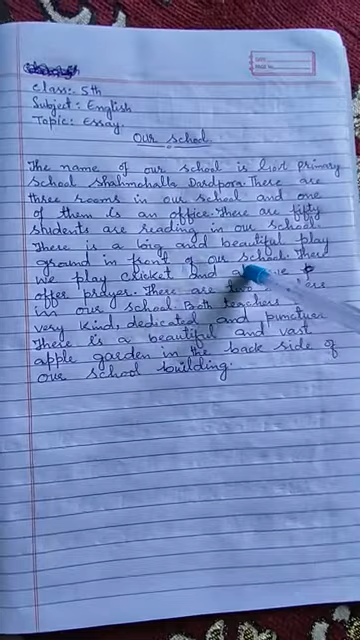 Class:- 5th
Subject: English
Topic: Essay.
Our School
The name of our school is Govt primary
School Shalimohalla Dardpora. There are
three rooms in our school and one
of them is an office. There are fifty
students are reading in our school.
There is a big and beautiful play
ground in front of our school. There
we play cricket and
offer prayer. There are
in our school. Both teachers
very kind, dedicated and
There is a beautiful and vast
apple garden in the back side of
our school building.